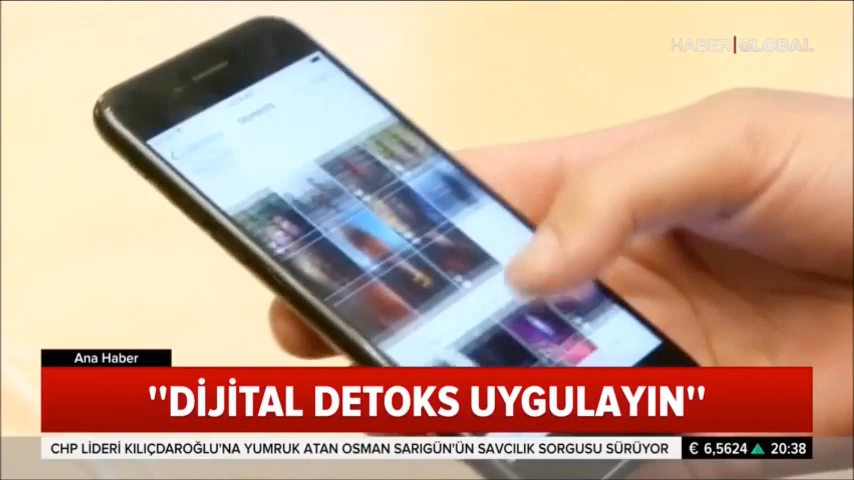 HABER GLOBAL
Ana Haber
"DİJİTAL DETOKS UYGULAYIN"
CHP LİDERİ KILIÇDAROĞLU'NA YUMRUK ATAN OSMAN SARIGÜN'ÜN SAVCILIK SORGUSU SÜRÜYOR € 6,5624 20:38